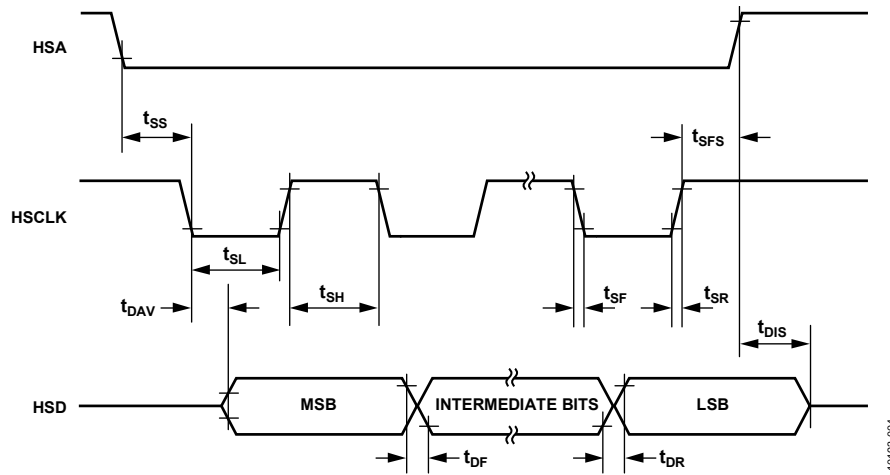 HSA
tSS
tSFS
HSCLK
tSL
tSH
tSF
tSR
tDAV
tDIS
HSD
MSB
INTERMEDIATE BITS
LSB
tDF
tDR